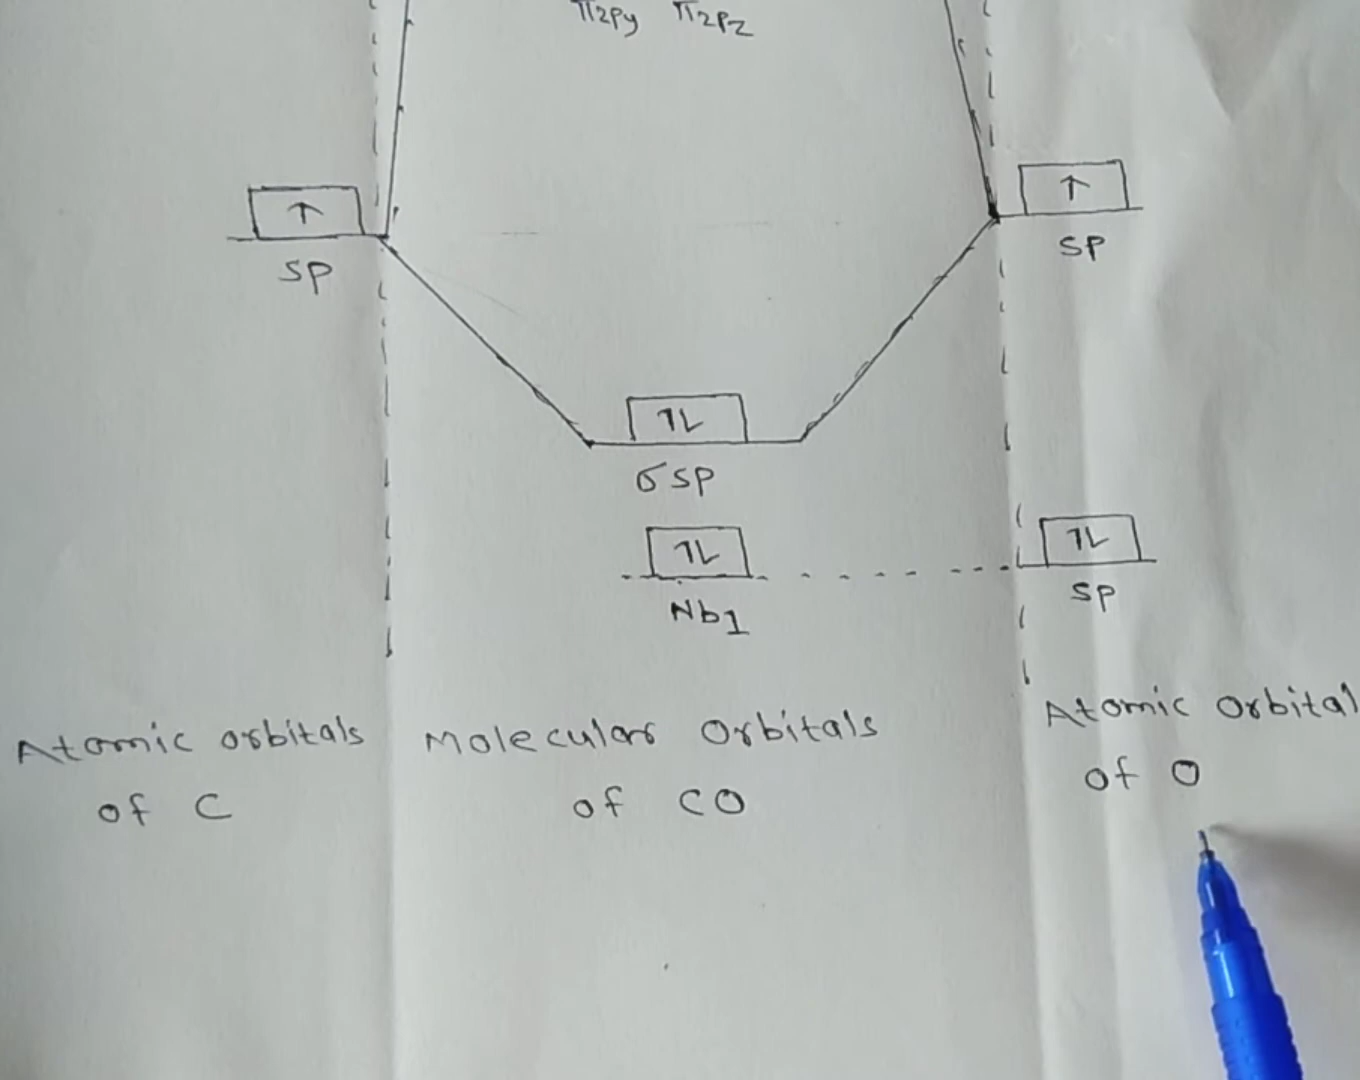 π2py π2pz
↑
sp
↑
sp
↿⇂
σsp
↿⇂
Nb1
↿⇂
sp
Atomic orbitals
of C
Molecular Orbitals
of CO
Atomic Orbital
of O